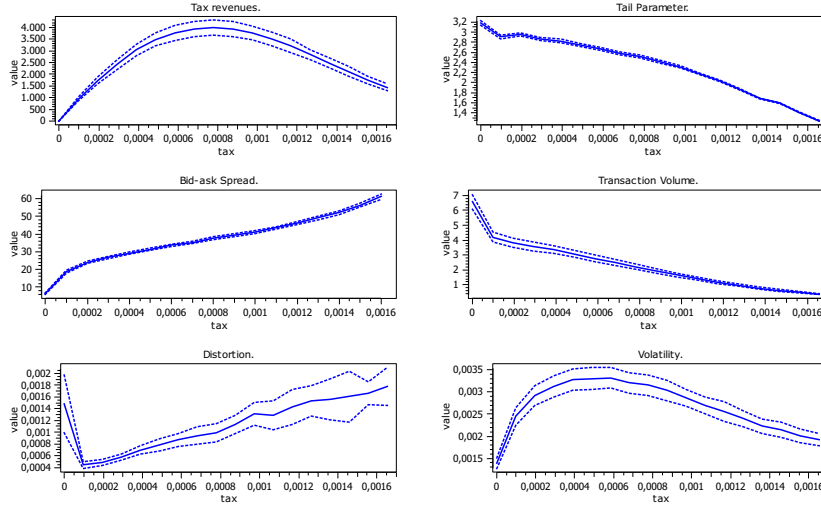 Tax revenues.
value
4.000
3.500
3.000
2.500
2.000
1.500
1.000
500
0
0 0,0002 0,0004 0,0006 0,0008 0,001 0,0012 0,0014 0,0016
tax
Tail Parameter.
value
3,2
3
2,8
2,6
2,4
2,2
2
1,8
1,6
1,4
0 0,0002 0,0004 0,0006 0,0008 0,001 0,0012 0,0014 0,0016
tax
Bid-ask Spread.
value
60
50
40
30
20
10
0 0,0002 0,0004 0,0006 0,0008 0,001 0,0012 0,0014 0,0016
tax
Transaction Volume.
value
7
6
5
4
3
2
1
0 0,0002 0,0004 0,0006 0,0008 0,001 0,0012 0,0014 0,0016
tax
Distortion.
value
0,002
0,0018
0,0016
0,0014
0,0012
0,001
0,0008
0,0006
0,0004
0 0,0002 0,0004 0,0006 0,0008 0,001 0,0012 0,0014 0,0016
tax
Volatility.
value
0,0035
0,003
0,0025
0,002
0,0015
0 0,0002 0,0004 0,0006 0,0008 0,001 0,0012 0,0014 0,0016
tax